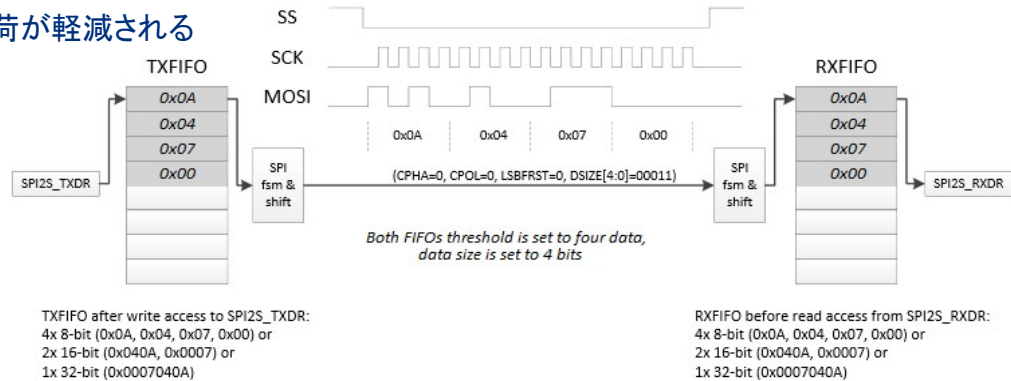 荷が軽減される
SS
SCK
MOSI
TXFIFO
0x0A
0x04
0x07
0x00
SPI2S_TXDR
SPI
fsm &
shift
0x0A 0x04 0x07 0x00
(CPHA=0, CPOL=0, LSBFRST=0, DSIZE[4:0]=00011)
Both FIFOs threshold is set to four data,
data size is set to 4 bits
SPI
fsm &
shift
RXFIFO
0x0A
0x04
0x07
0x00
SPI2S_RXDR
TXFIFO after write access to SPI2S_TXDR:
4x 8-bit (0x0A, 0x04, 0x07, 0x00) or
2x 16-bit (0x040A, 0x0007) or
1x 32-bit (0x0007040A)
RXFIFO before read access from SPI2S_RXDR:
4x 8-bit (0x0A, 0x04, 0x07, 0x00) or
2x 16-bit (0x040A, 0x0007) or
1x 32-bit (0x0007040A)